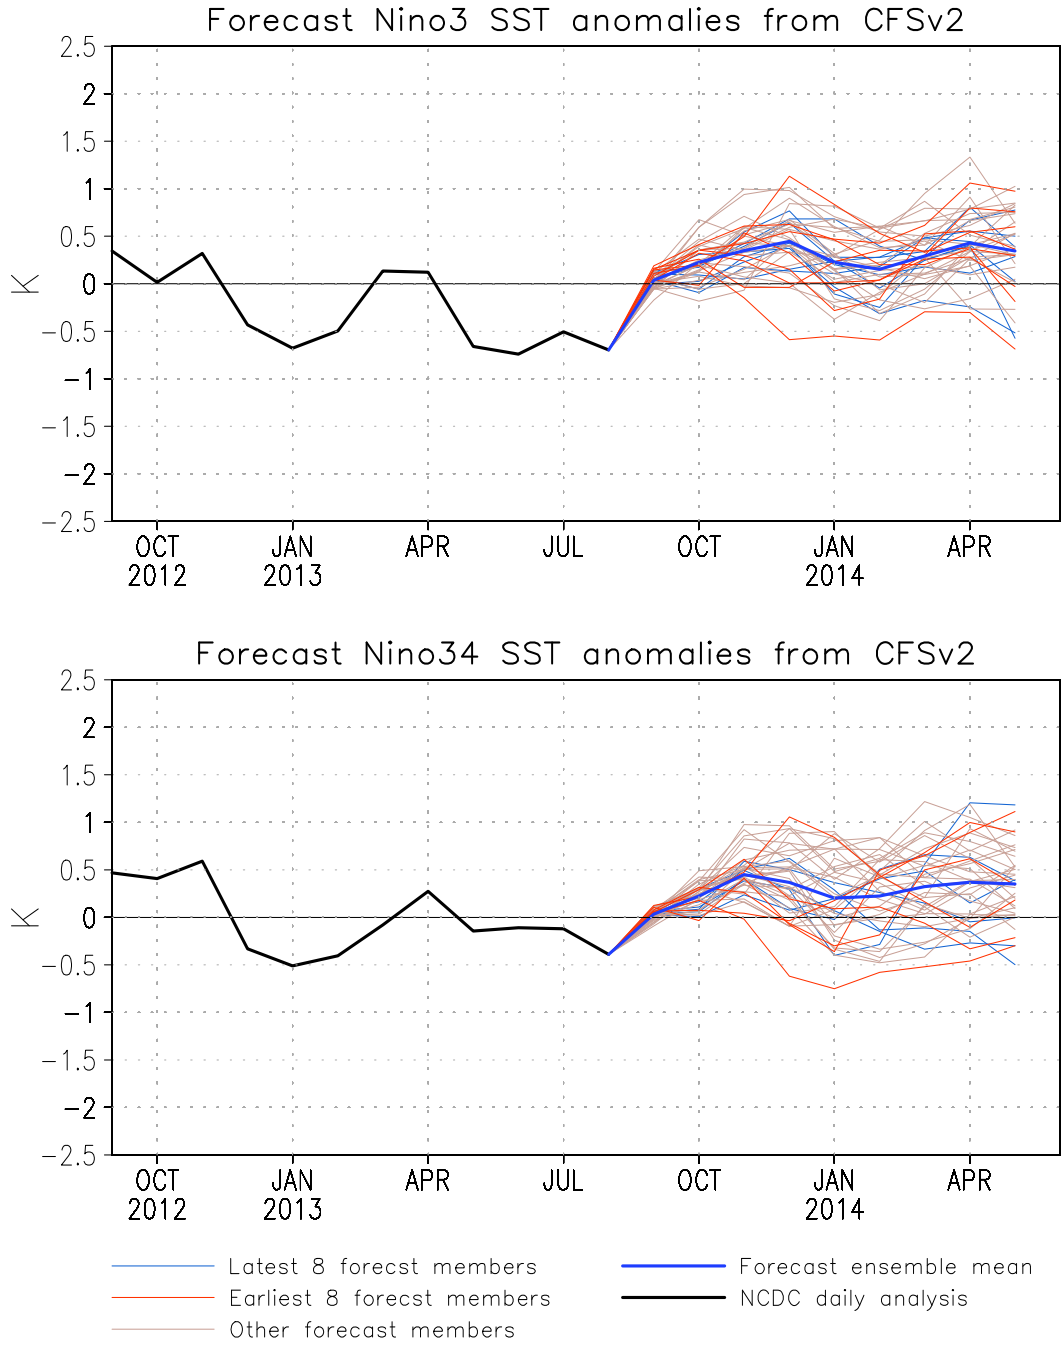 Forecast Nino3 SST anomalies from CFSv2
2.5
2
1.5
1
0.5
0
-0.5
-1
-1.5
-2
-2.5
K
OCT JAN APR JUL OCT JAN APR
2012 2013 2014
Forecast Nino34 SST anomalies from CFSv2
2.5
2
1.5
1
0.5
0
-0.5
-1
-1.5
-2
-2.5
K
OCT JAN APR JUL OCT JAN APR
2012 2013 2014
Latest 8 forecst members
Forecast ensemble mean
Earliest 8 forecst members
NCDC daily analysis
Other forecast members